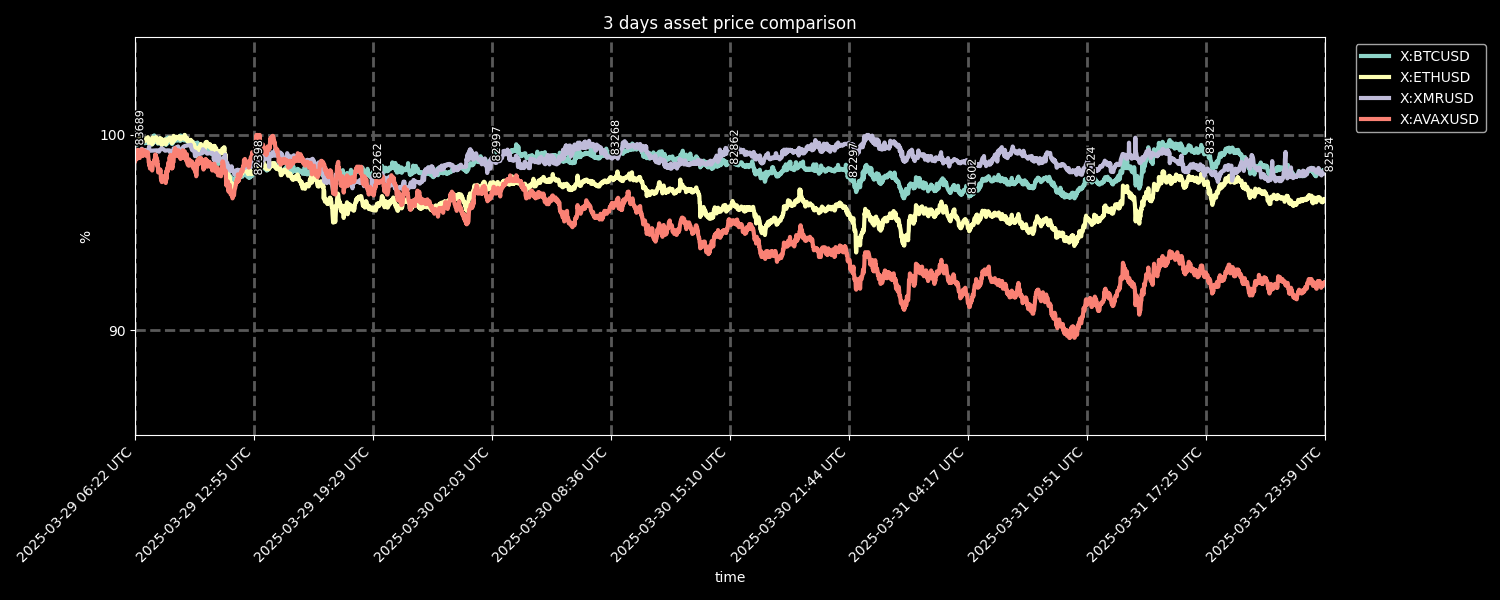 3 days asset price comparison
X:BTCUSD
X:ETHUSD
X:XMRUSD
X:AVAXUSD
100
90
%
83689
82398
82262
82997
83268
82862
82297
81602
82124
83323
82534
2025-03-29 06:22 UTC
2025-03-29 12:55 UTC
2025-03-29 19:29 UTC
2025-03-30 02:03 UTC
2025-03-30 08:36 UTC
2025-03-30 15:10 UTC
2025-03-30 21:44 UTC
2025-03-31 04:17 UTC
2025-03-31 10:51 UTC
2025-03-31 17:25 UTC
2025-03-31 23:59 UTC
time